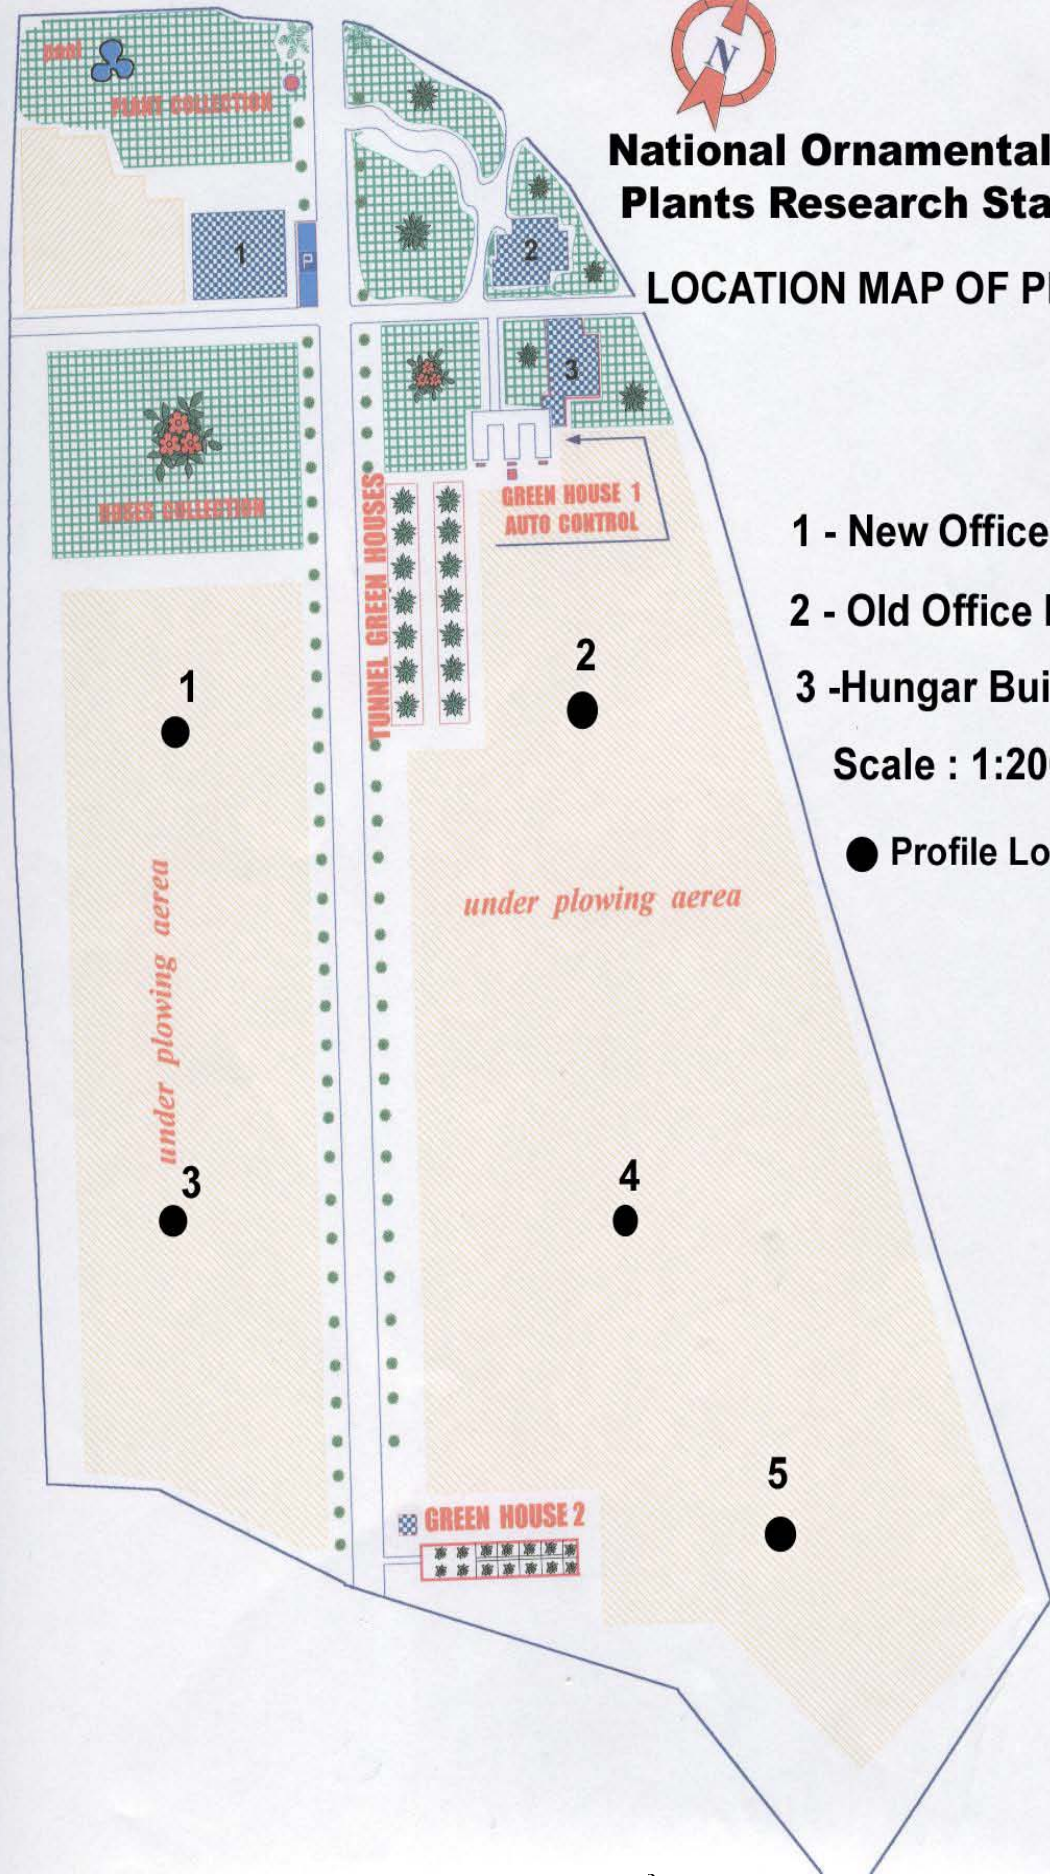 N
National Ornamental
Plants Research Sta
LOCATION MAP OF P
pool
PLANT COLLECTION
1
P
2
3
ROSES COLLECTION
TUNNEL GREEN HOUSES
GREEN HOUSE 1
AUTO CONTROL
1 - New Office
2 - Old Office
3 -Hungar Bui
Scale : 1:20
Profile Lo
1
2
under plowing aerea
under plowing aerea
3
4
5
GREEN HOUSE 2